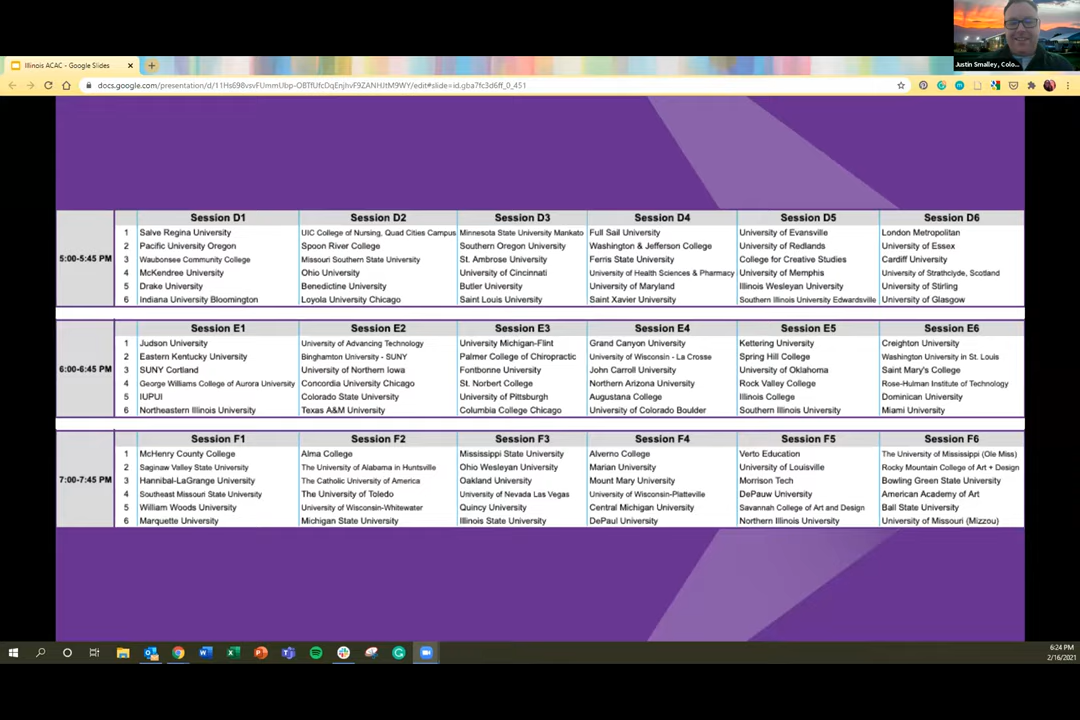 Illinois ACAC - Google Slides
Justin Smalley, Colo...
Session D1 Session D2 Session D3 Session D4 Session D5 Session D6
1 Salve Regina University UIC College of Nursing, Quad Cities Campus Minnesota State University Mankato Full Sail University University of Evansville London Metropolitan
2 Pacific University Oregon Spoon River College Southern Oregon University Washington & Jefferson College University of Redlands University of Essex
5:00-5:45 PM 3 Waubonsee Community College Missouri Southern State University St. Ambrose University Ferris State University College for Creative Studies Cardiff University
4 McKendree University Ohio University University of Cincinnati University of Health Sciences & Pharmacy University of Memphis University of Strathclyde, Scotland
5 Drake University Benedictine University Butler University University of Maryland Illinois Wesleyan University University of Stirling
6 Indiana University Bloomington Loyola University Chicago Saint Louis University Saint Xavier University Southern Illinois University Edwardsville University of Glasgow
Session E1 Session E2 Session E3 Session E4 Session E5 Session E6
1 Judson University University of Advancing Technology University Michigan-Flint Grand Canyon University Kettering University Creighton University
2 Eastern Kentucky University Binghamton University - SUNY Palmer College of Chiropractic University of Wisconsin - La Crosse Spring Hill College Washington University in St. Louis
6:00-6:45 PM 3 SUNY Cortland University of Northern Iowa Fontbonne University John Carroll University University of Oklahoma Saint Mary's College
4 George Williams College of Aurora University Concordia University Chicago St. Norbert College Northern Arizona University Rock Valley College Rose-Hulman Institute of Technology
5 IUPUI Colorado State University University of Pittsburgh Augustana College Illinois College Dominican University
6 Northeastern Illinois University Texas A&M University Columbia College Chicago University of Colorado Boulder Southern Illinois University Miami University
Session F1 Session F2 Session F3 Session F4 Session F5 Session F6
1 McHenry County College Alma College Mississippi State University Alverno College Verto Education The University of Mississippi (Ole Miss)
2 Saginaw Valley State University The University of Alabama in Huntsville Ohio Wesleyan University Marian University University of Louisville Rocky Mountain College of Art + Design
7:00-7:45 PM 3 Hannibal-LaGrange University The Catholic University of America Oakland University Mount Mary University Morrison Tech Bowling Green State University
4 Southeast Missouri State University The University of Toledo University of Nevada Las Vegas University of Wisconsin-Platteville DePauw University American Academy of Art
5 William Woods University University of Wisconsin-Whitewater Quincy University Central Michigan University Savannah College of Art and Design Ball State University
6 Marquette University Michigan State University Illinois State University DePaul University Northern Illinois University University of Missouri (Mizzou)
6:24 PM
2/16/2021